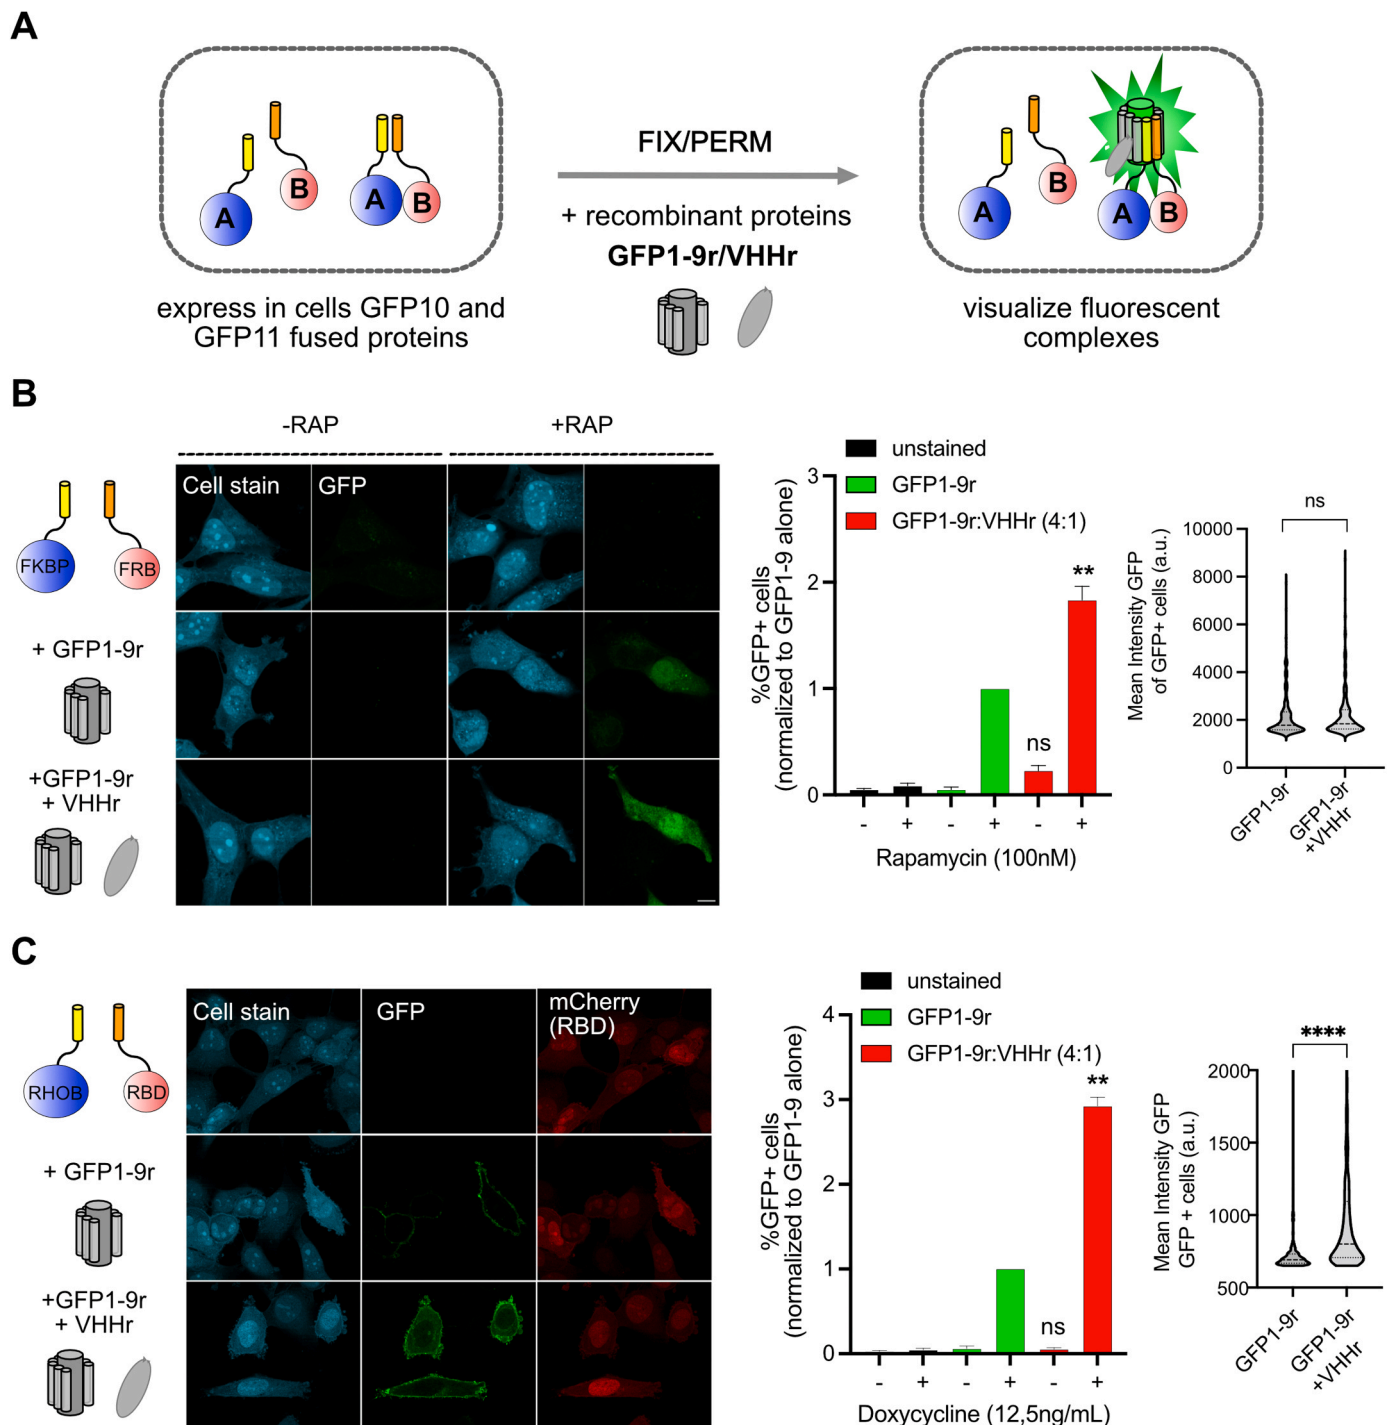 A
A
B
A
B
express in cells GFP10 and
GFP11 fused proteins
FIX/PERM
+ recombinant proteins
GFP1-9r/VHHr
A
B
A
B
visualize fluorescent
complexes
B
-RAP
+RAP
Cell stain
GFP
FKBP
FRB
+ GFP1-9r
+GFP1-9r
+ VHHr
unstained
GFP1-9r
GFP1-9r:VHHr (4:1)
%GFP+ cells
(normalized to GFP1-9 alone)
3
2
1
0
ns
**
- + - + - +
Rapamycin (100nM)
Mean Intensity GFP
of GFP+ cells (a.u.)
10000
8000
6000
4000
2000
0
ns
GFP1-9r
GFP1-9r
+VHHr
C
Cell stain
GFP
mCherry
(RBD)
RHOB
RBD
+ GFP1-9r
+GFP1-9r
+ VHHr
unstained
GFP1-9r
GFP1-9r:VHHr (4:1)
%GFP+ cells
(normalized to GFP1-9 alone)
4
3
2
1
0
ns
**
- + - + - +
Doxycycline (12,5ng/mL)
Mean Intensity GFP
GFP + cells (a.u.)
2000
1500
1000
500
****
GFP1-9r
GFP1-9r
+VHHr